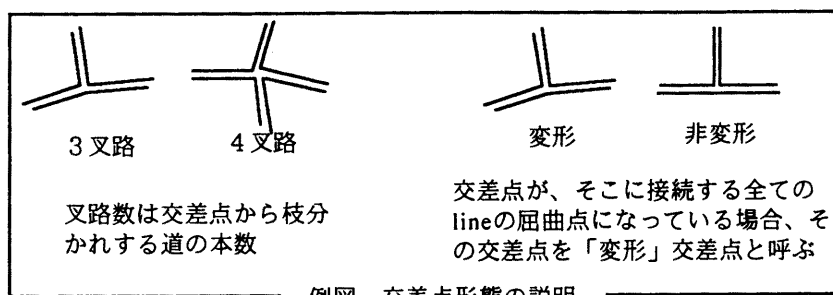 3叉路 4叉路 変形 非変形
叉路数は交差点から枝分
かれする道の本数
交差点が、そこに接続する全ての
lineの屈曲点になっている場合、そ
の交差点を「変形」交差点と呼ぶ
例図 交差点形態の説明